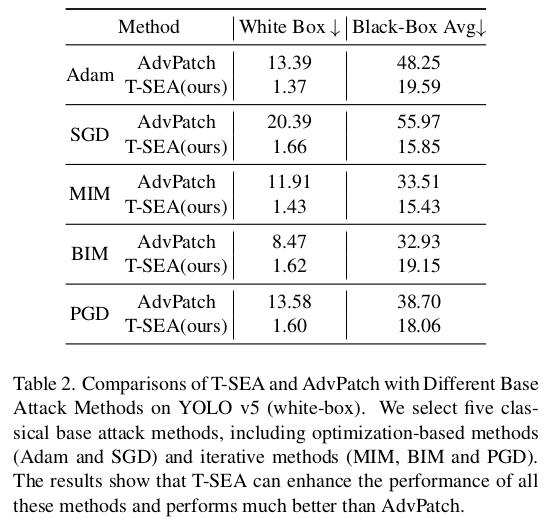 Method White Box ↓ Black-Box Avg↓
Adam AdvPatch 13.39 48.25
T-SEA(ours) 1.37 19.59
SGD AdvPatch 20.39 55.97
T-SEA(ours) 1.66 15.85
MIM AdvPatch 11.91 33.51
T-SEA(ours) 1.43 15.43
BIM AdvPatch 8.47 32.93
T-SEA(ours) 1.62 19.15
PGD AdvPatch 13.58 38.70
T-SEA(ours) 1.60 18.06
Table 2. Comparisons of T-SEA and AdvPatch with Different Base
Attack Methods on YOLO v5 (white-box). We select five clas-
sical base attack methods, including optimization-based methods
(Adam and SGD) and iterative methods (MIM, BIM and PGD).
The results show that T-SEA can enhance the performance of all
these methods and performs much better than AdvPatch.